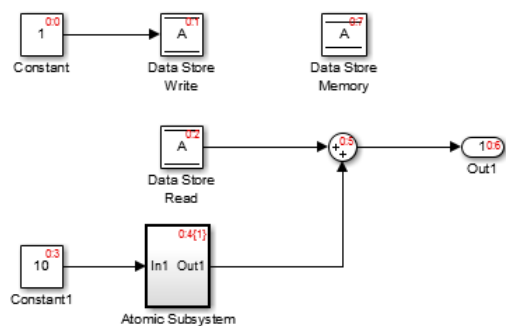 0:0
1
Constant
0:1
A
Data Store
Write
0:7
A
Data Store
Memory
0:2
A
Data Store
Read
0:5
++
1
0:6
Out1
0:3
10
Constant1
0:4{1}
In1 Out1
Atomic Subsystem